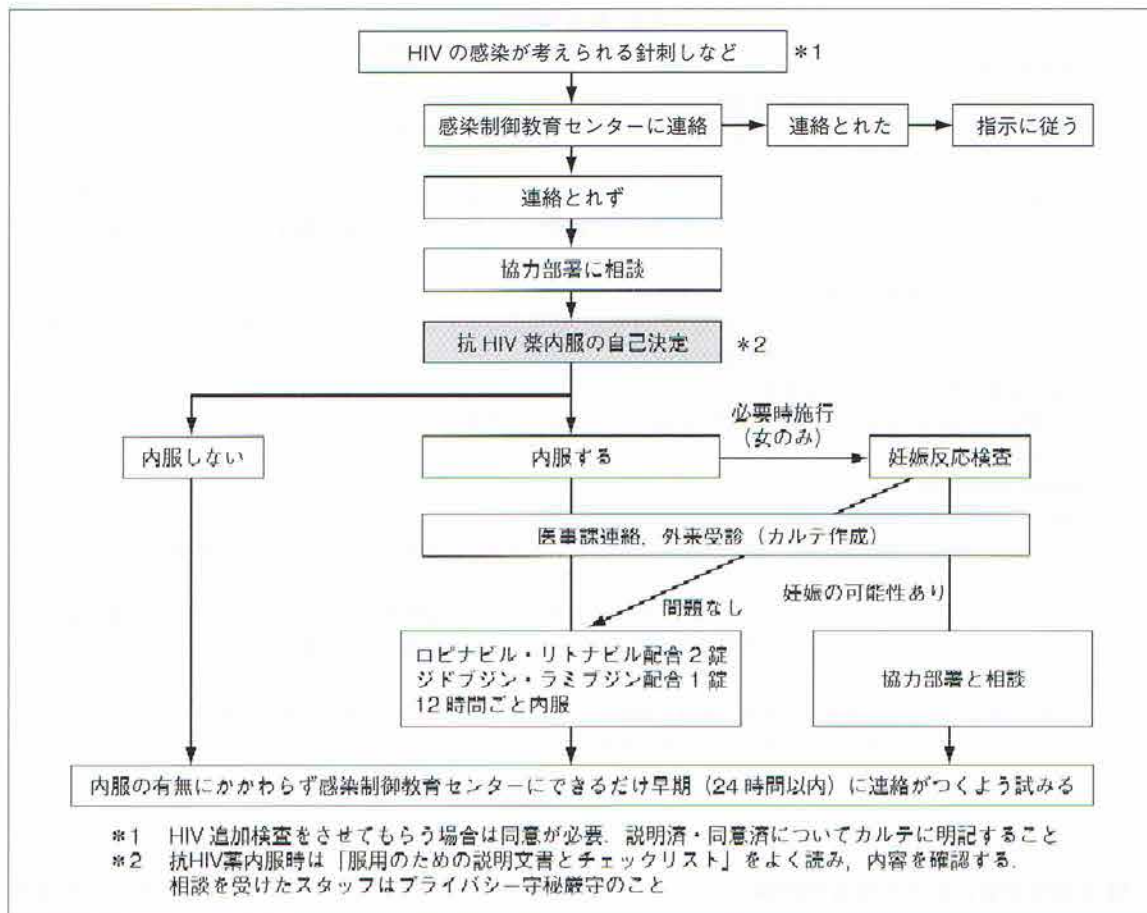 HIV の感染が考えられる針刺しなど *1
感染制御教育センターに連絡
連絡とれた
指示に従う
連絡とれず
協力部署に相談
抗 HIV 薬内服の自己決定 *2
内服しない
内服する
必要時施行
(女のみ)
妊娠反応検査
医事課連絡，外来受診（カルテ作成）
問題なし
妊娠の可能性あり
ロピナビル・リトナビル配合 2 錠
ジドブジン・ラミブジン配合 1 錠
12 時間ごと内服
協力部署と相談
内服の有無にかかわらず感染制御教育センターにできるだけ早期（24 時間以内）に連絡がつくよう試みる
*1 HIV 追加検査をさせてもらう場合は同意が必要．説明済・同意済についてカルテに明記すること
*2 抗HIV薬内服時は「服用のための説明文書とチェックリスト」をよく読み，内容を確認する．
相談を受けたスタッフはプライバシー守秘厳守のこと